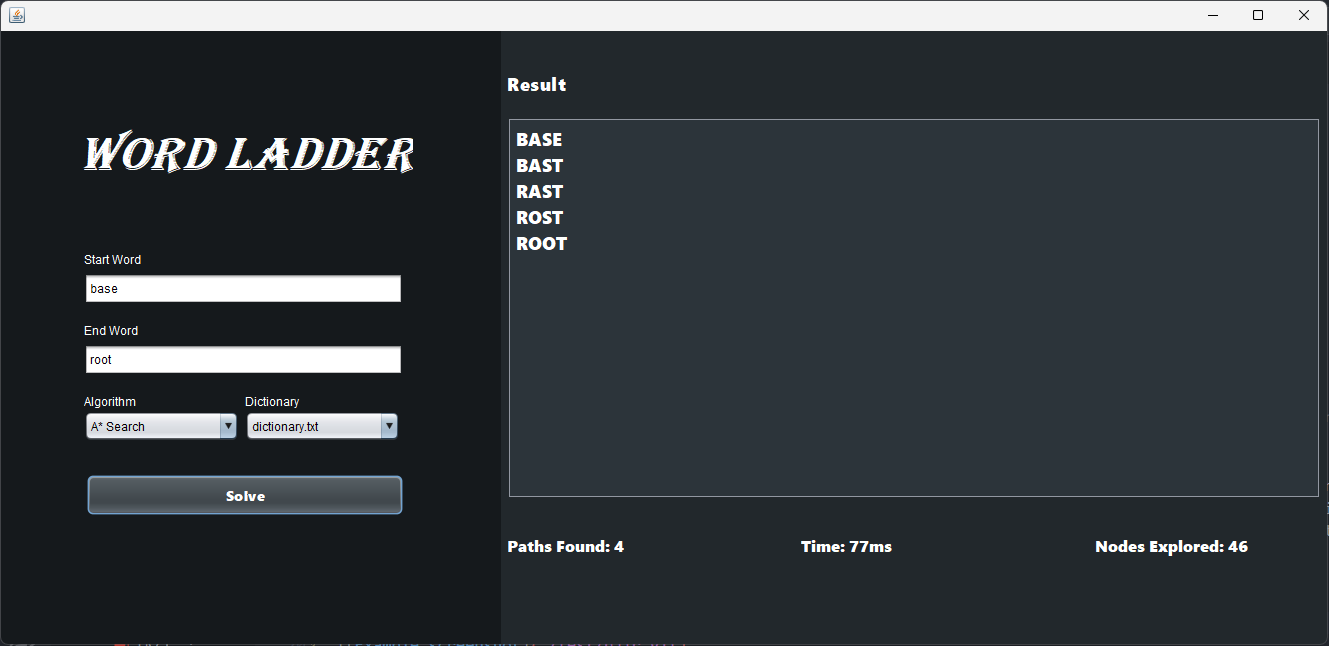 WORD LADDER
Start Word
base
End Word
root
Algorithm Dictionary
A* Search dictionary.txt
Solve
Result
BASE
BAST
RAST
ROST
ROOT
Paths Found: 4 Time: 77ms Nodes Explored: 46